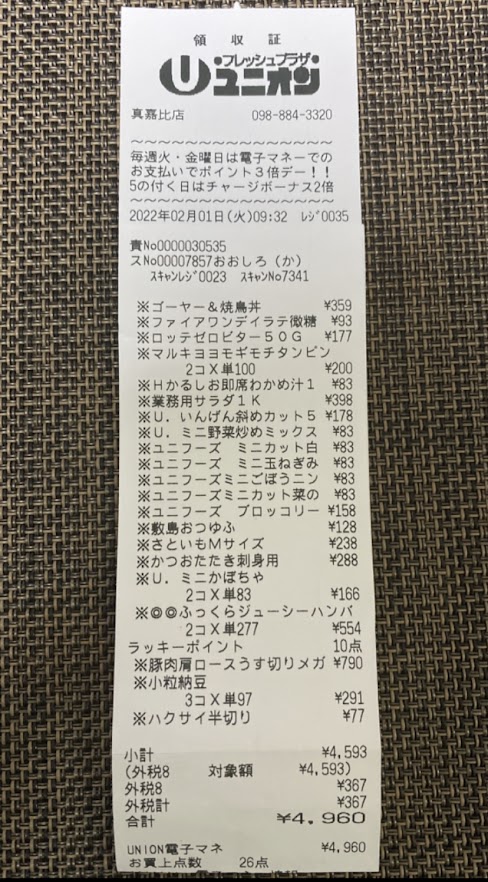 領収証
フレッシュプラザ
Uユニオン
真嘉比店 098-884-3320
～～～～～～～～～～～～～～～～
毎週火・金曜日は電子マネーでの
お支払いでポイント３倍デー！！
5の付く日はチャージボーナス2倍
～～～～～～～～～～～～～～～～
2022年02月01日(火)09:32 ﾚｼﾞ0035
責No0000030535
スNo00007857おおしろ（か）
ｽｷｬﾝﾚｼﾞ0023 ｽｷｬﾝNo7341
※ゴーヤー＆焼鳥丼 ¥359
※ファイアワンデイラテ微糖 ¥93
※ロッテゼロビター５０Ｇ ¥177
※マルキヨヨモギモチタンピン
2コＸ単100 ¥200
※Ｈかるしお即席わかめ汁１ ¥83
※業務用サラダ１Ｋ ¥398
※Ｕ．いんげん斜めカット５ ¥178
※Ｕ．ミニ野菜炒めミックス ¥83
※ユニフーズ　ミニカット白 ¥83
※ユニフーズ　ミニ玉ねぎみ ¥83
※ユニフーズミニごぼうニン ¥83
※ユニフーズミニカット菜の ¥83
※ユニフーズ　ブロッコリー ¥158
※敷島おつゆふ ¥128
※さといもＭサイズ ¥238
※かつおたたき刺身用 ¥288
※Ｕ．ミニかぼちゃ
2コＸ単83 ¥166
※◎◎ふっくらジューシーハンバ
2コＸ単277 ¥554
ラッキーポイント 10点
※豚肉肩ロースうす切りメガ ¥790
※小粒納豆
3コＸ単97 ¥291
※ハクサイ半切り ¥77
小計 ¥4,593
(外税8 対象額 ¥4,593)
外税8 ¥367
外税計 ¥367
合計 ¥4,960
UNION電子マネ ¥4,960
お買上点数 26点